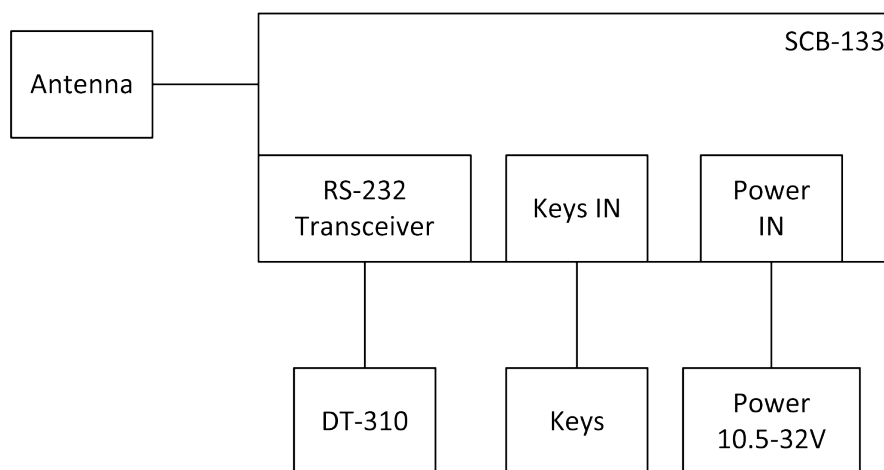 SCB-133
Antenna
RS-232
Transceiver
Keys IN
Power
IN
DT-310
Keys
Power
10.5-32V